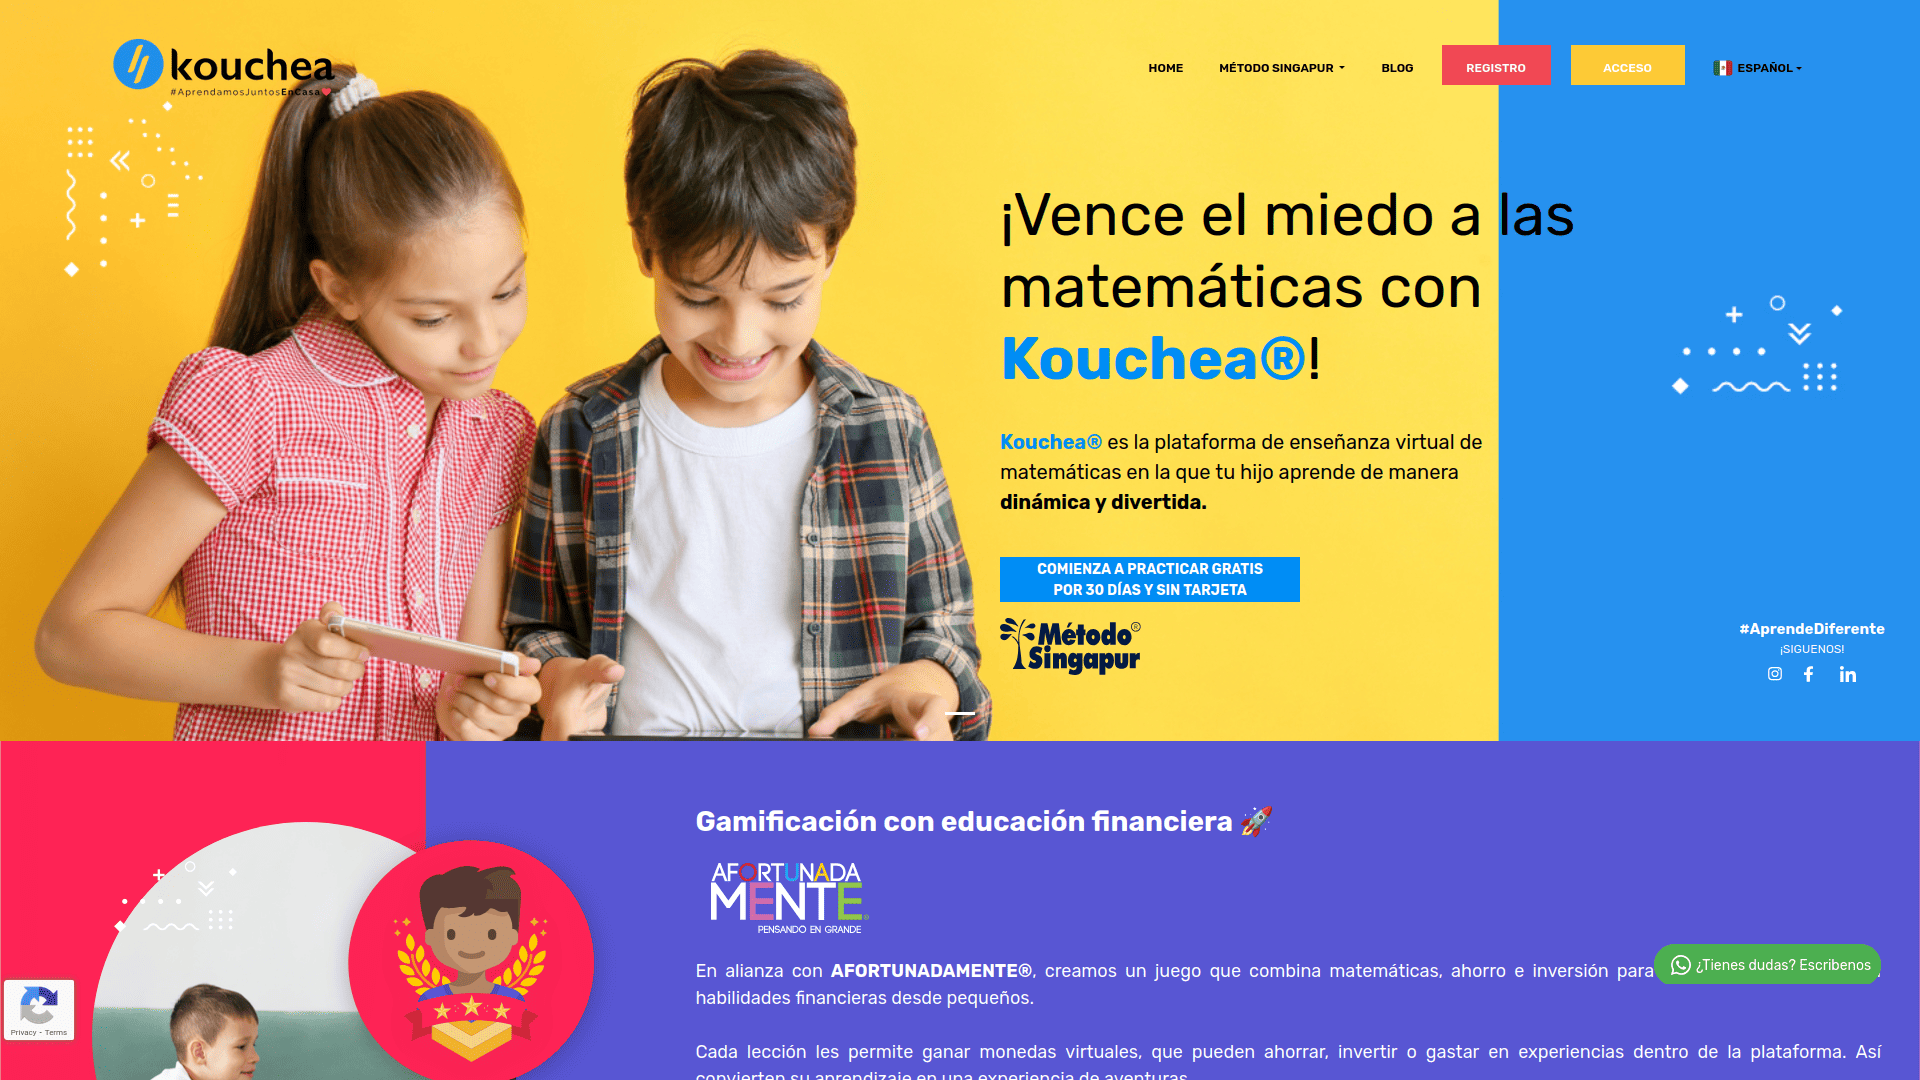 kouchea
#AprendamosJuntosEnCasa
HOME
MÉTODO SINGAPUR
BLOG
REGISTRO
ACCESO
ESPAÑOL
¡Vence el miedo a las
matemáticas con
Kouchea®!
Kouchea® es la plataforma de enseñanza virtual de
matemáticas en la que tu hijo aprende de manera
dinámica y divertida.
COMIENZA A PRACTICAR GRATIS
POR 30 DÍAS Y SIN TARJETA
Método®
Singapur
#AprendeDiferente
¡SIGUENOS!
Gamificación con educación financiera
AFORTUNADA
MENTE®
PENSANDO EN GRANDE
En alianza con AFORTUNADAMENTE®, creamos un juego que combina matemáticas, ahorro e inversión para
habilidades financieras desde pequeños.
¿Tienes dudas? Escribenos
Privacy - Terms
Cada lección les permite ganar monedas virtuales, que pueden ahorrar, invertir o gastar en experiencias dentro de la plataforma. Así
convierten su aprendizaje en una experiencia de aventuras.